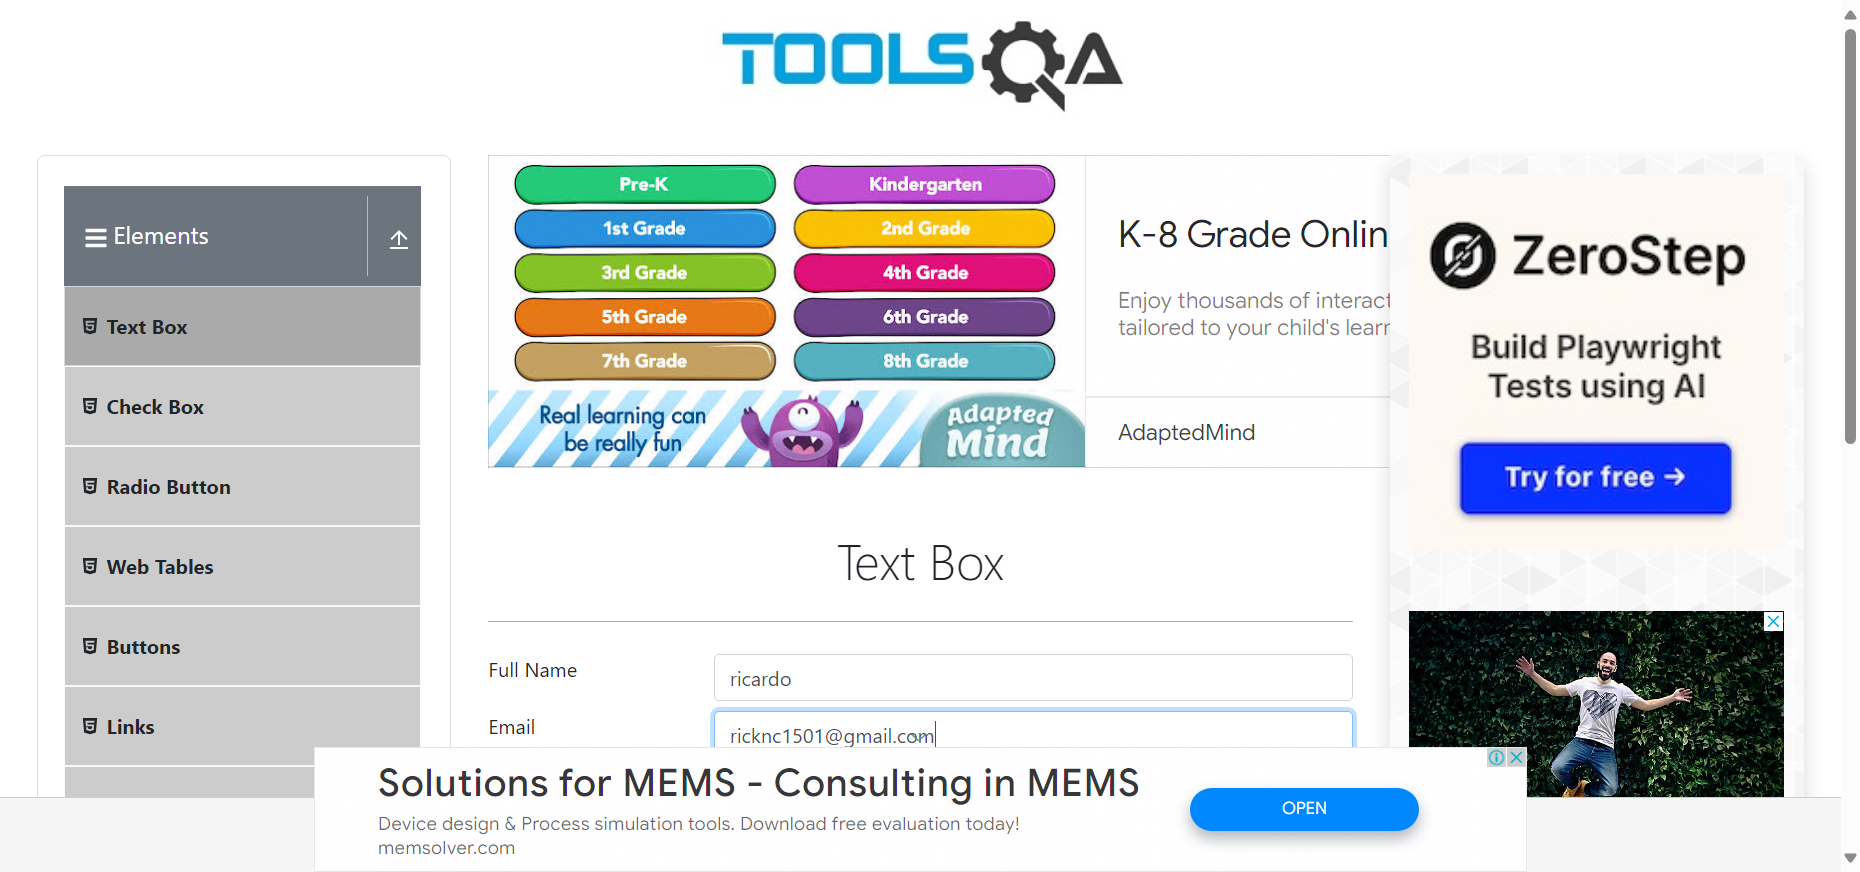 TOOLSQA
Elements
Text Box
Check Box
Radio Button
Web Tables
Buttons
Links
Pre-K
Kindergarten
1st Grade
2nd Grade
3rd Grade
4th Grade
5th Grade
6th Grade
7th Grade
8th Grade
Real learning can
be really fun
Adapted
Mind
K-8 Grade Onlin
Enjoy thousands of interact
tailored to your child's learn
AdaptedMind
Text Box
Full Name
ricardo
Email
ricknc1501@gmail.com
ZeroStep
Build Playwright
Tests using AI
Try for free →
Solutions for MEMS - Consulting in MEMS
Device design & Process simulation tools. Download free evaluation today!
memsolver.com
OPEN